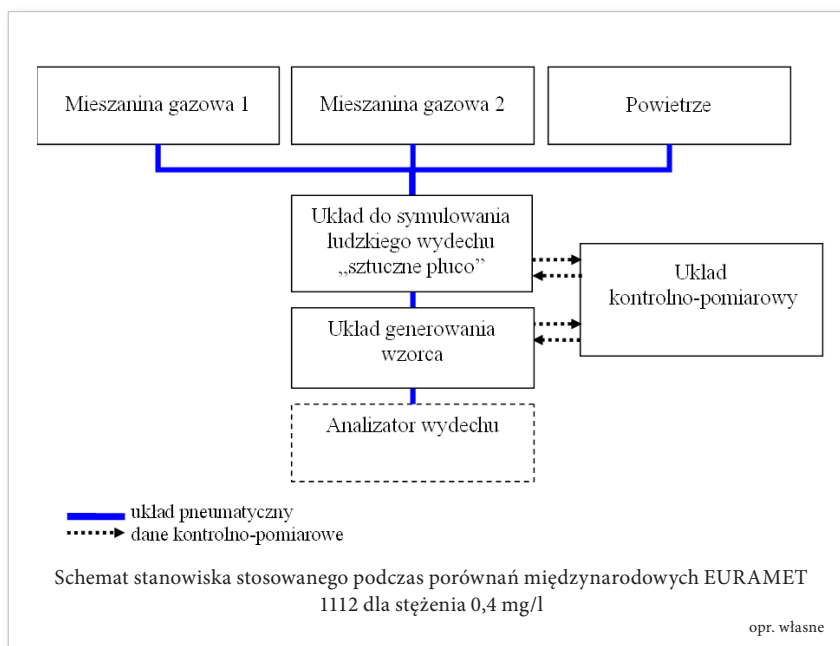 Mieszanina gazowa 1
Mieszanina gazowa 2
Powietrze
Układ do symulowania
ludzkiego wydechu
„sztuczne płuco”
Układ
kontrolno-pomiarowy
Układ generowania
wzorca
Analizator wydechu
układ pneumatyczny
dane kontrolno-pomiarowe
Schemat stanowiska stosowanego podczas porównań międzynarodowych EURAMET
1112 dla stężenia 0,4 mg/l
opr. własne